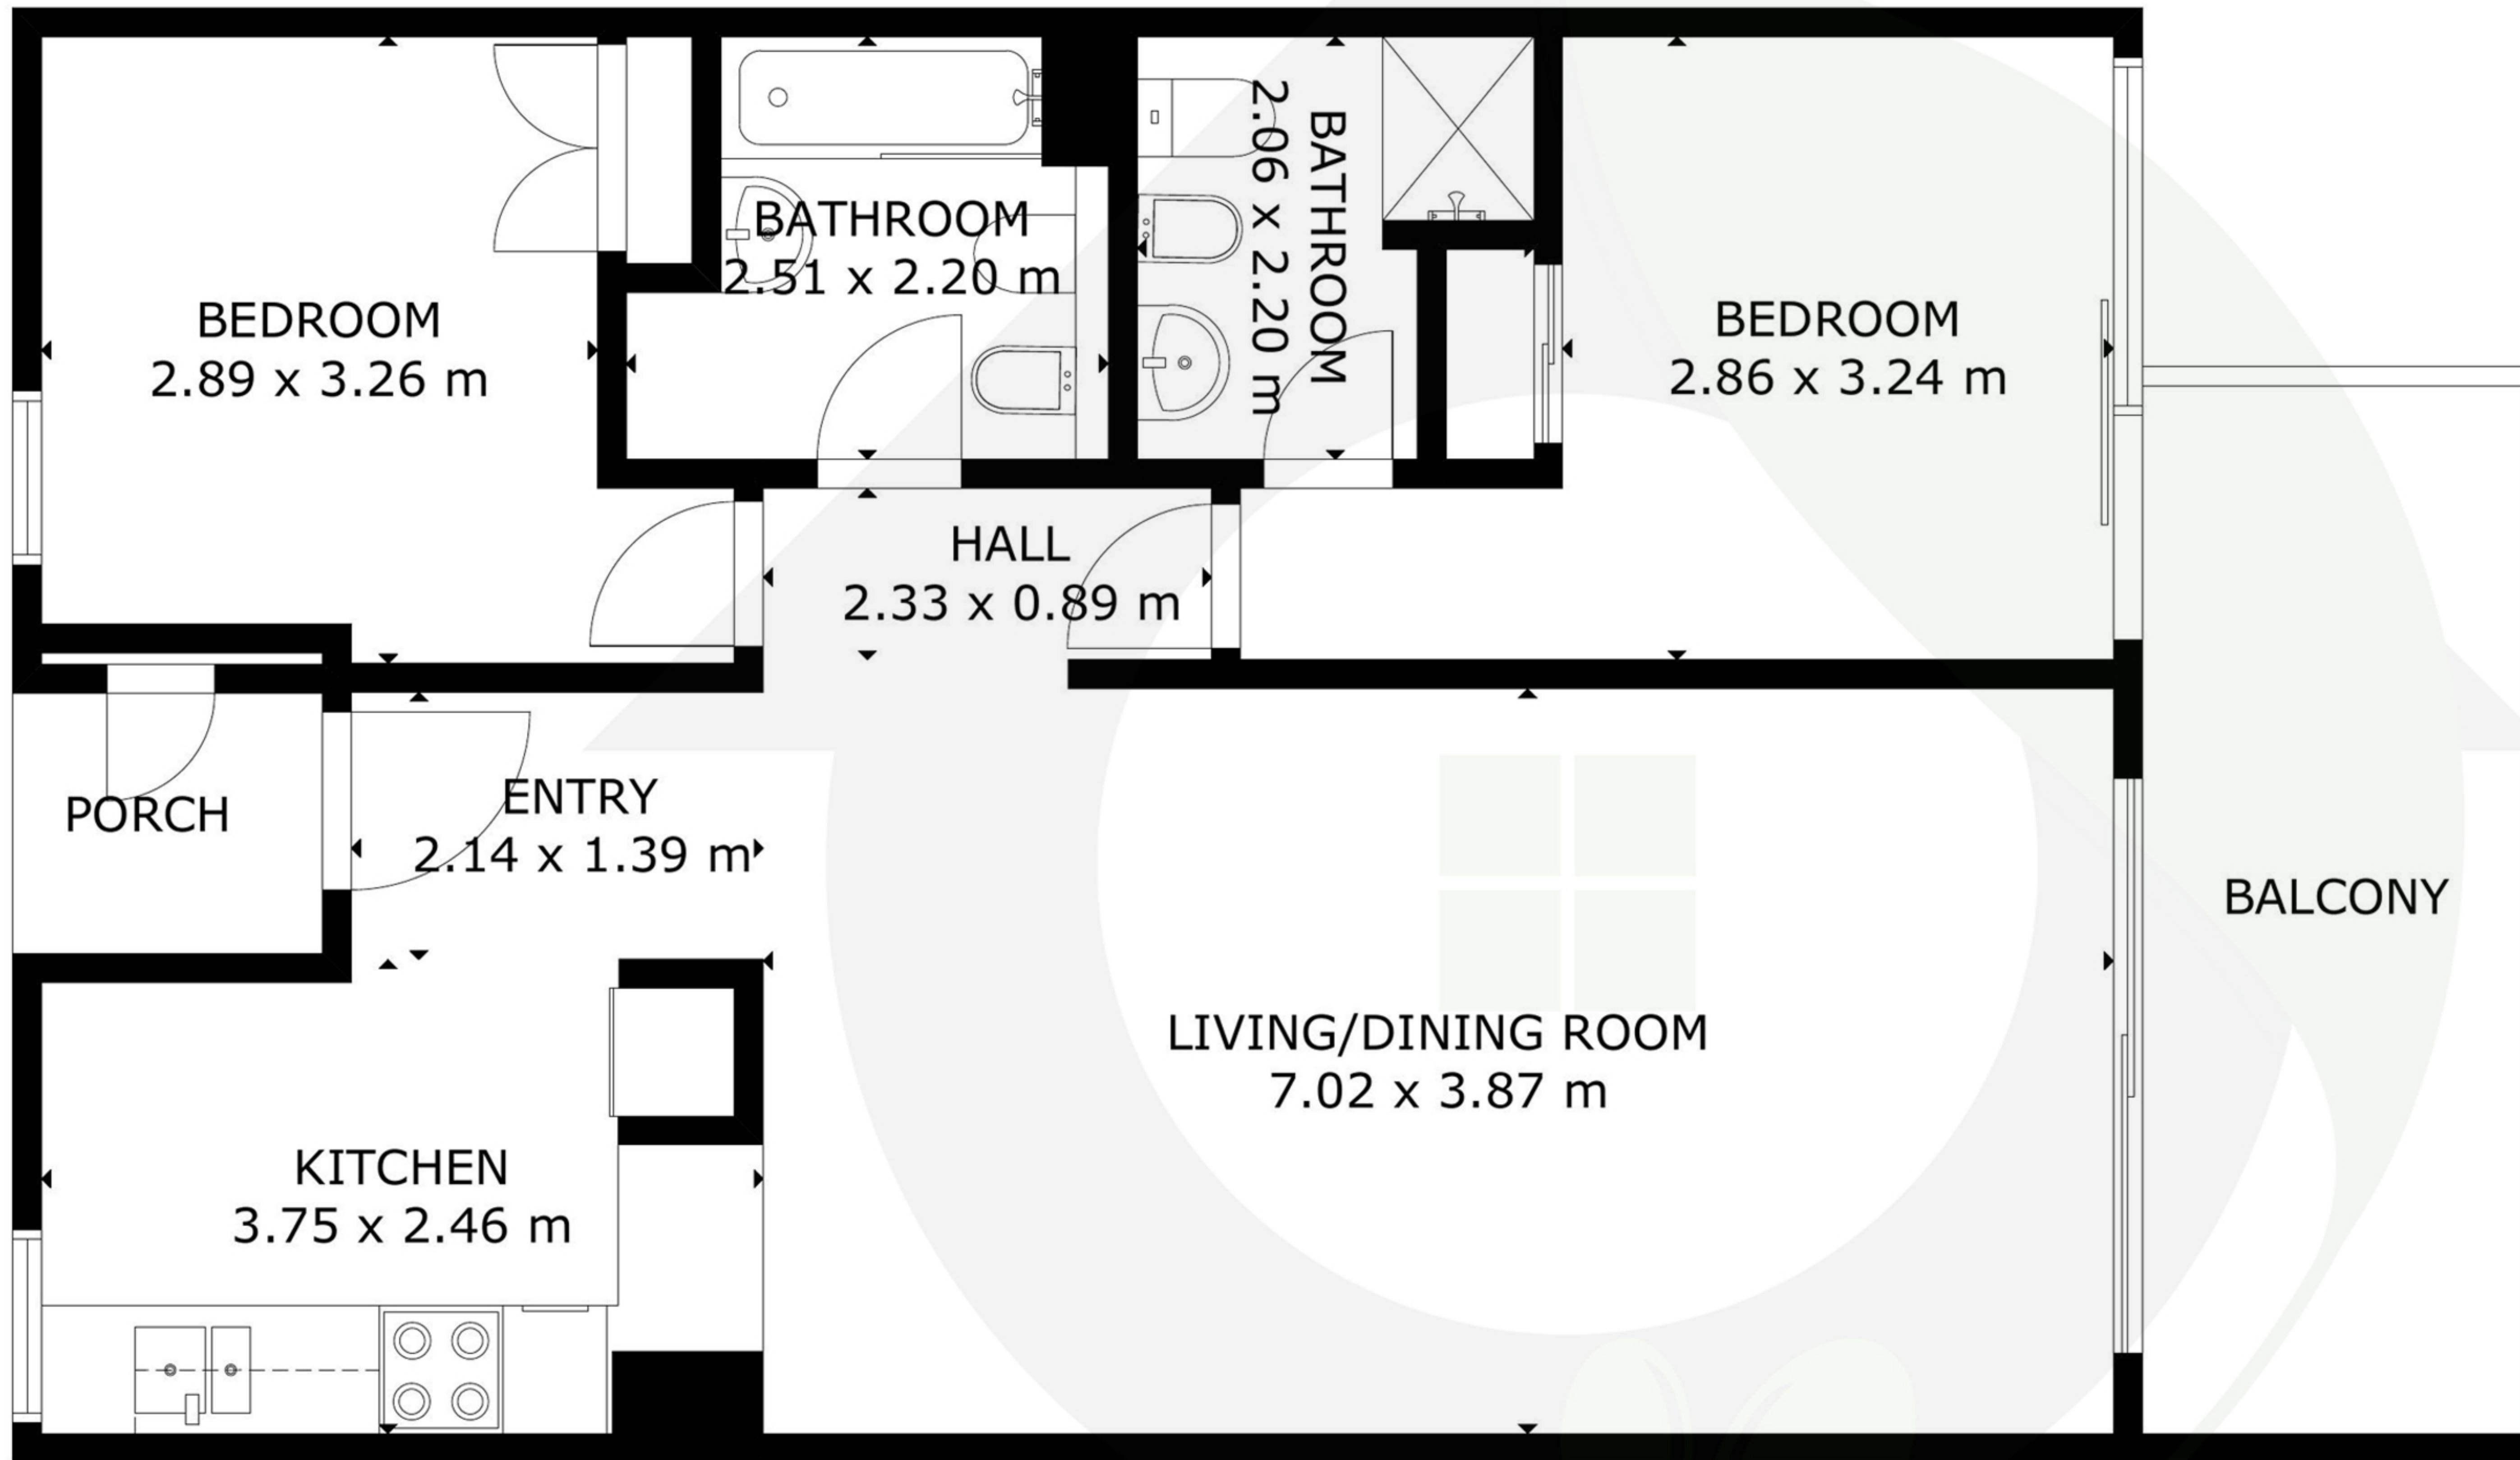 BEDROOM
2.89 x 3.26 m
BATHROOM
2.51 x 2.20 m
BATHROOM
2.06 x 2.20 m
BEDROOM
2.86 x 3.24 m
HALL
2.33 x 0.89 m
PORCH
ENTRY
2.14 x 1.39 m
BALCONY
LIVING/DINING ROOM
7.02 x 3.87 m
KITCHEN
3.75 x 2.46 m